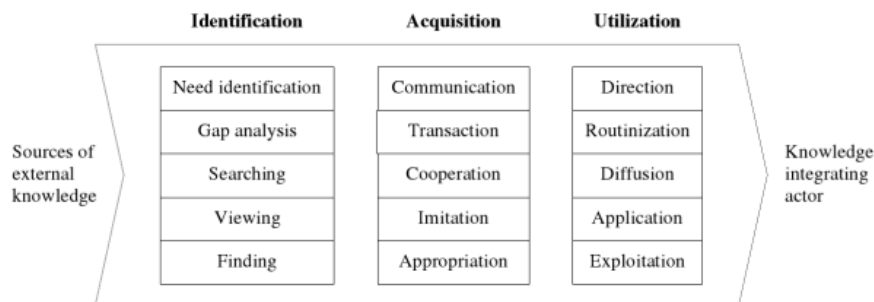 Identification Acquisition Utilization
Need identification Communication Direction
Gap analysis Transaction Routinization
Sources of
external
knowledge
Searching Cooperation Diffusion
Knowledge
integrating
actor
Viewing Imitation Application
Finding Appropriation Exploitation